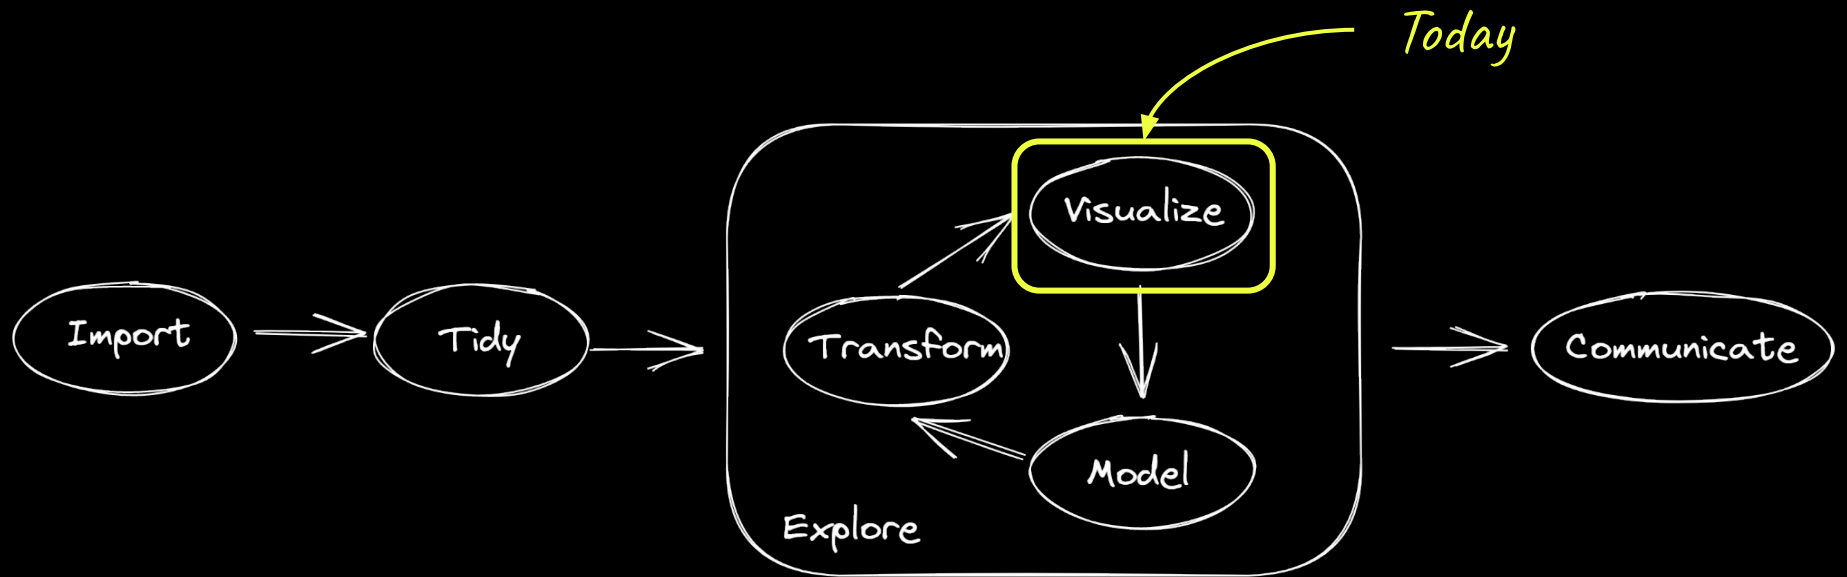 Today
Import
Tidy
Transform
Visualize
Model
Explore
Communicate